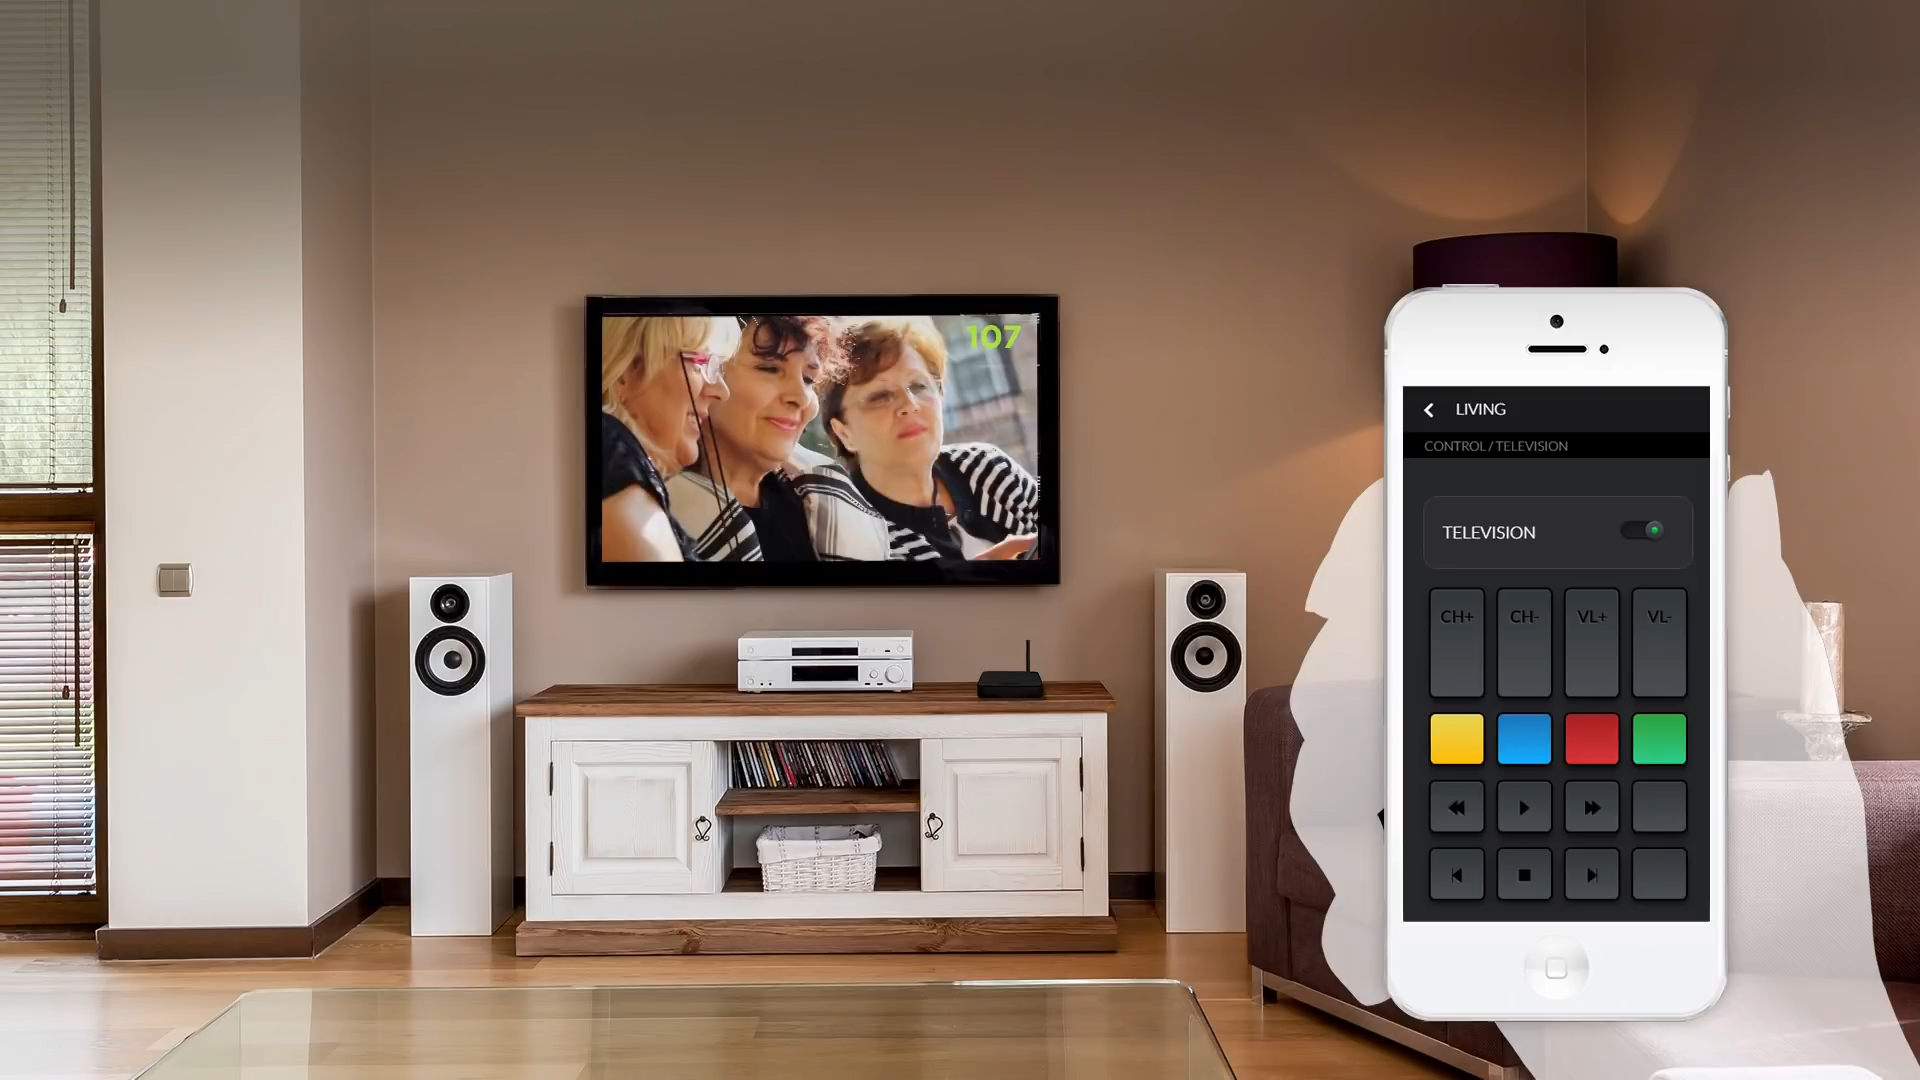 107
LIVING
CONTROL / TELEVISION
TELEVISION
CH+ CH- VL+ VL-